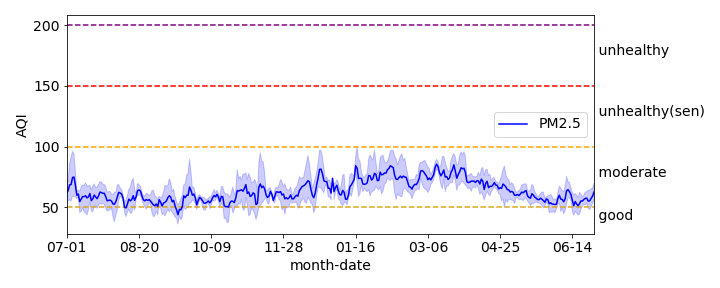 200
unhealthy
150
unhealthy(sen)
AQI
PM2.5
100
moderate
50
good
07-01 08-20 10-09 11-28 01-16 03-06 04-25 06-14
month-date